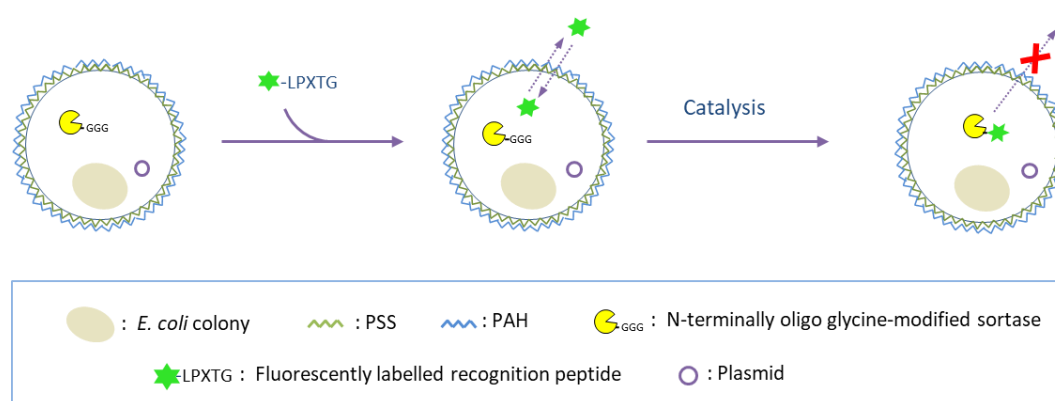 -LPXTG
Catalysis
-GGG
-GGG
: E. coli colony
: PSS
: PAH
-GGG : N-terminally oligo glycine-modified sortase
-LPXTG : Fluorescently labelled recognition peptide
: Plasmid